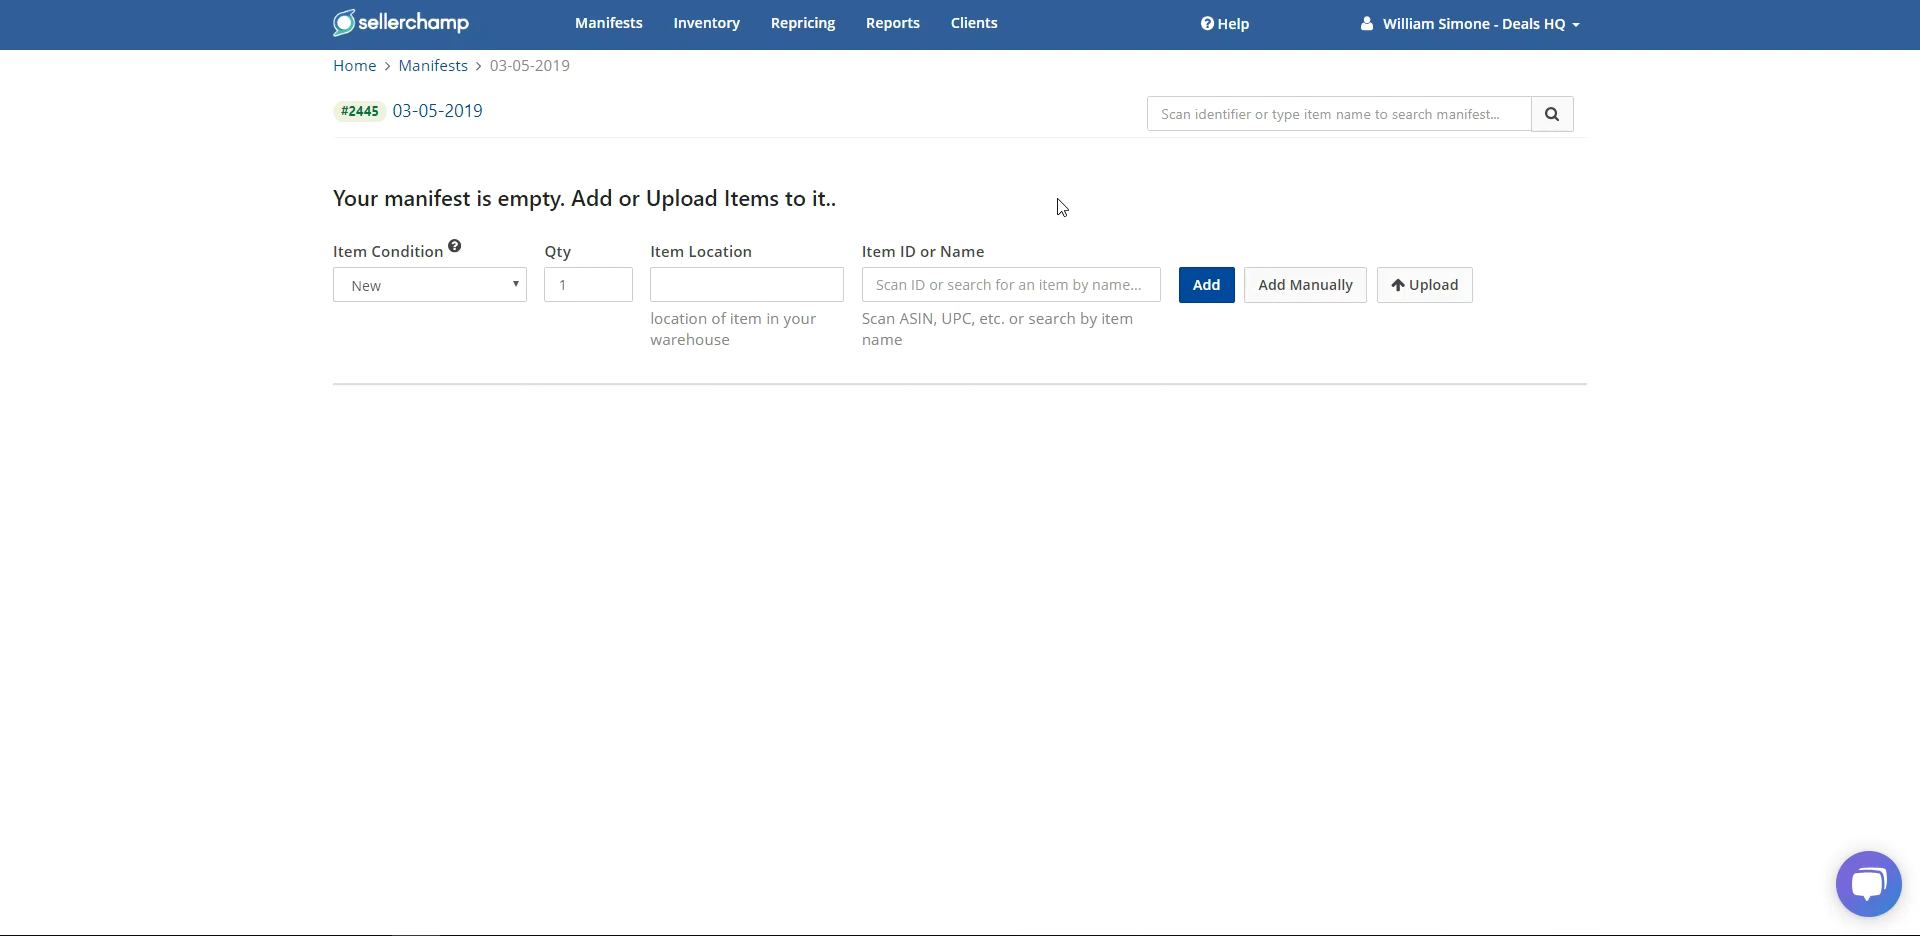 sellerchamp Manifests Inventory Repricing Reports Clients Help William Simone - Deals HQ
Home > Manifests > 03-05-2019
#2445 03-05-2019 Scan identifier or type item name to search manifest...
Your manifest is empty. Add or Upload Items to it..
Item Condition ? Qty Item Location Item ID or Name
New 1 Scan ID or search for an item by name... Add Add Manually Upload
location of item in your Scan ASIN, UPC, etc. or search by item
warehouse name